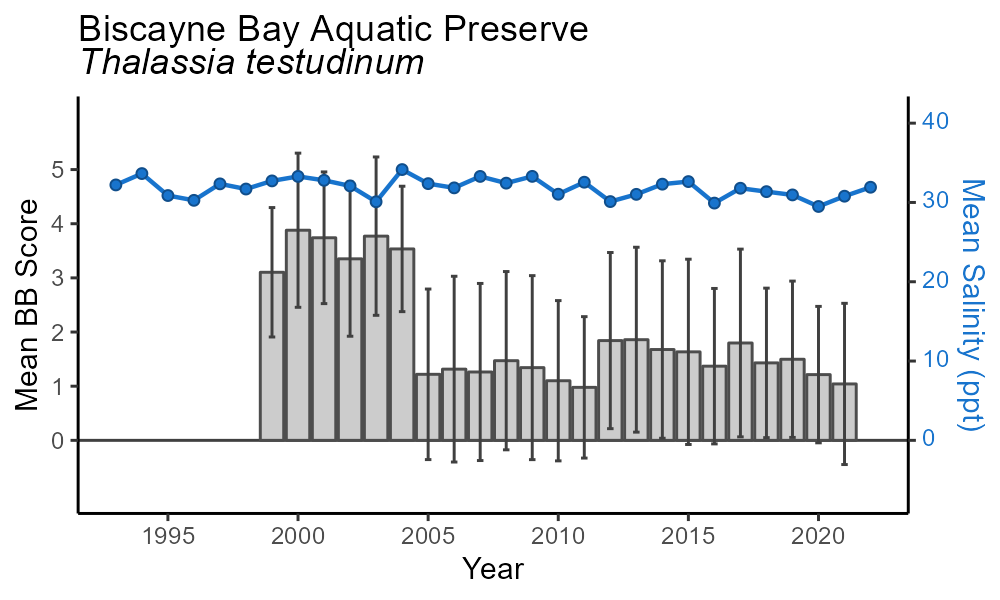 Biscayne Bay Aquatic Preserve
Thalassia testudinum
Mean BB Score
5
4
3
2
1
0
40
30
20
10
0
Mean Salinity (ppt)
1995 2000 2005 2010 2015 2020
Year